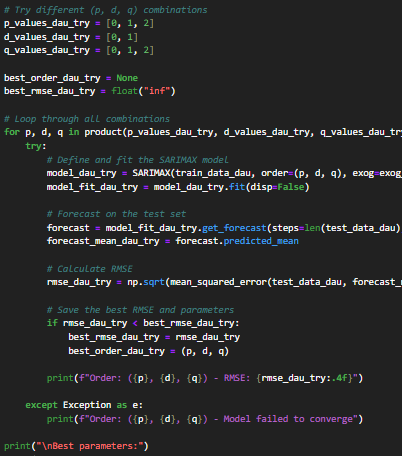 # Try different (p, d, q) combinations
p_values_dau_try = [0, 1, 2]
d_values_dau_try = [0, 1]
q_values_dau_try = [0, 1, 2]
best_order_dau_try = None
best_rmse_dau_try = float("inf")
# Loop through all combinations
for p, d, q in product(p_values_dau_try, d_values_dau_try, q_values_dau_try
try:
# Define and fit the SARIMAX model
model_dau_try = SARIMAX(train_data_dau, order=(p, d, q), exog=exog
model_fit_dau_try = model_dau_try.fit(disp=False)
# Forecast on the test set
forecast = model_fit_dau_try.get_forecast(steps=len(test_data_dau)
forecast_mean_dau_try = forecast.predicted_mean
# Calculate RMSE
rmse_dau_try = np.sqrt(mean_squared_error(test_data_dau, forecast_
# Save the best RMSE and parameters
if rmse_dau_try < best_rmse_dau_try:
best_rmse_dau_try = rmse_dau_try
best_order_dau_try = (p, d, q)
print(f"Order: ({p}, {d}, {q}) - RMSE: {rmse_dau_try:.4f}")
except Exception as e:
print(f"Order: ({p}, {d}, {q}) - Model failed to converge")
print("\nBest parameters:")